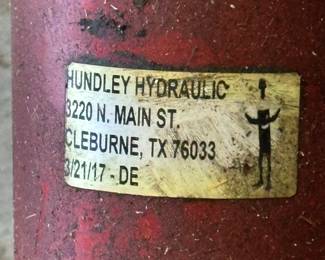 HUNDLEY HYDRAULIC
3220 N. MAIN ST.
CLEBURNE, TX 76033
3/21/17 - DE